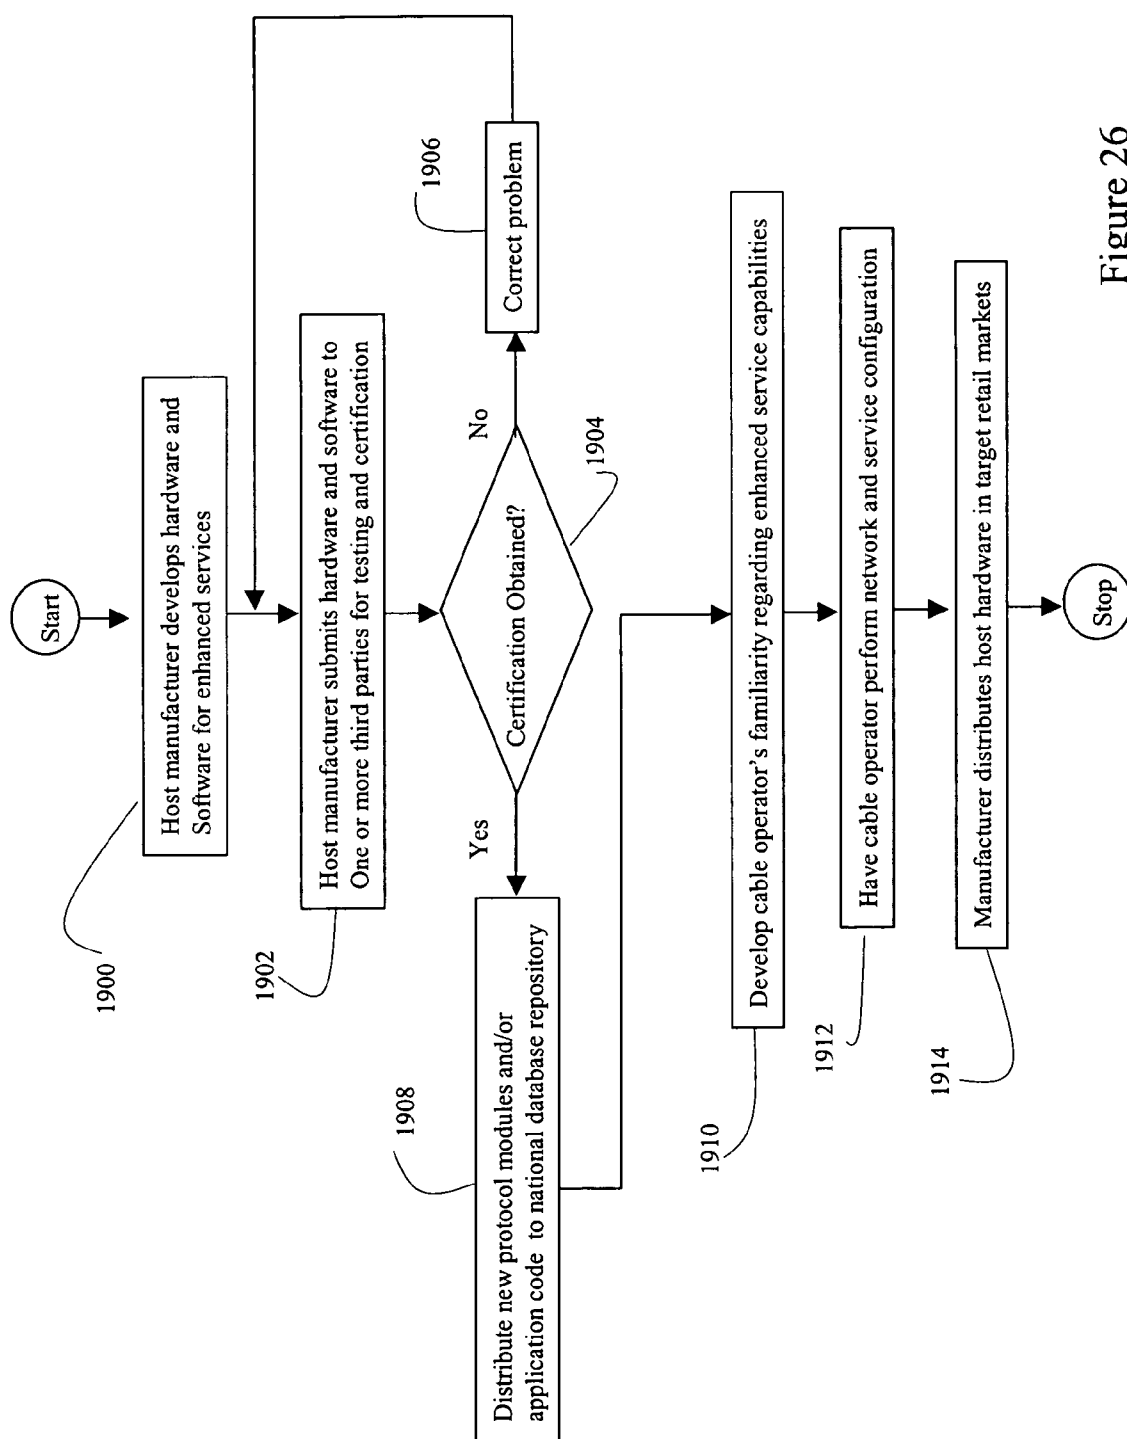 Start
Host manufacturer develops hardware and
Software for enhanced services
1900
Host manufacturer submits hardware and software to
One or more third parties for testing and certification
1902
Certification Obtained?
1904
No
Correct problem
1906
Yes
Distribute new protocol modules and/or
application code to national database repository
1908
Develop cable operator’s familiarity regarding enhanced service capabilities
1910
Have cable operator perform network and service configuration
1912
Manufacturer distributes host hardware in target retail markets
1914
Stop
Figure 26